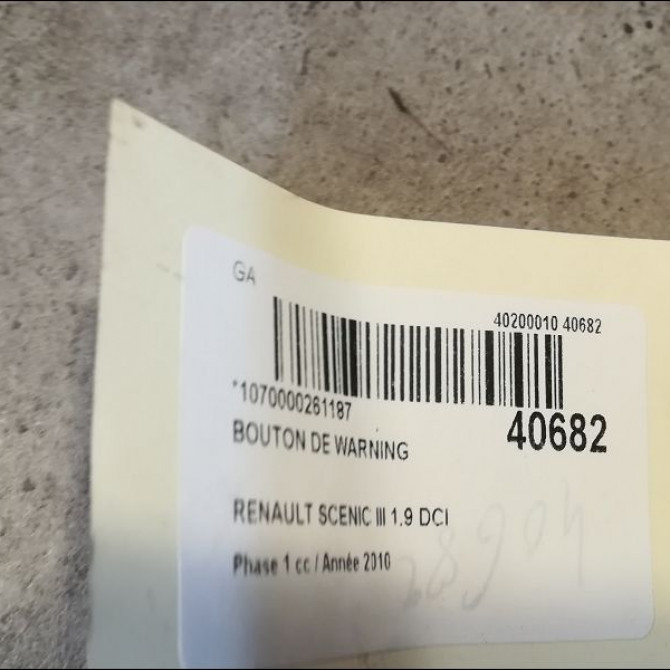 GA
40200010 40682
*1070000261187
40682
BOUTON DE WARNING
RENAULT SCENIC III 1.9 DCI
Phase 1 cc / Année 2010